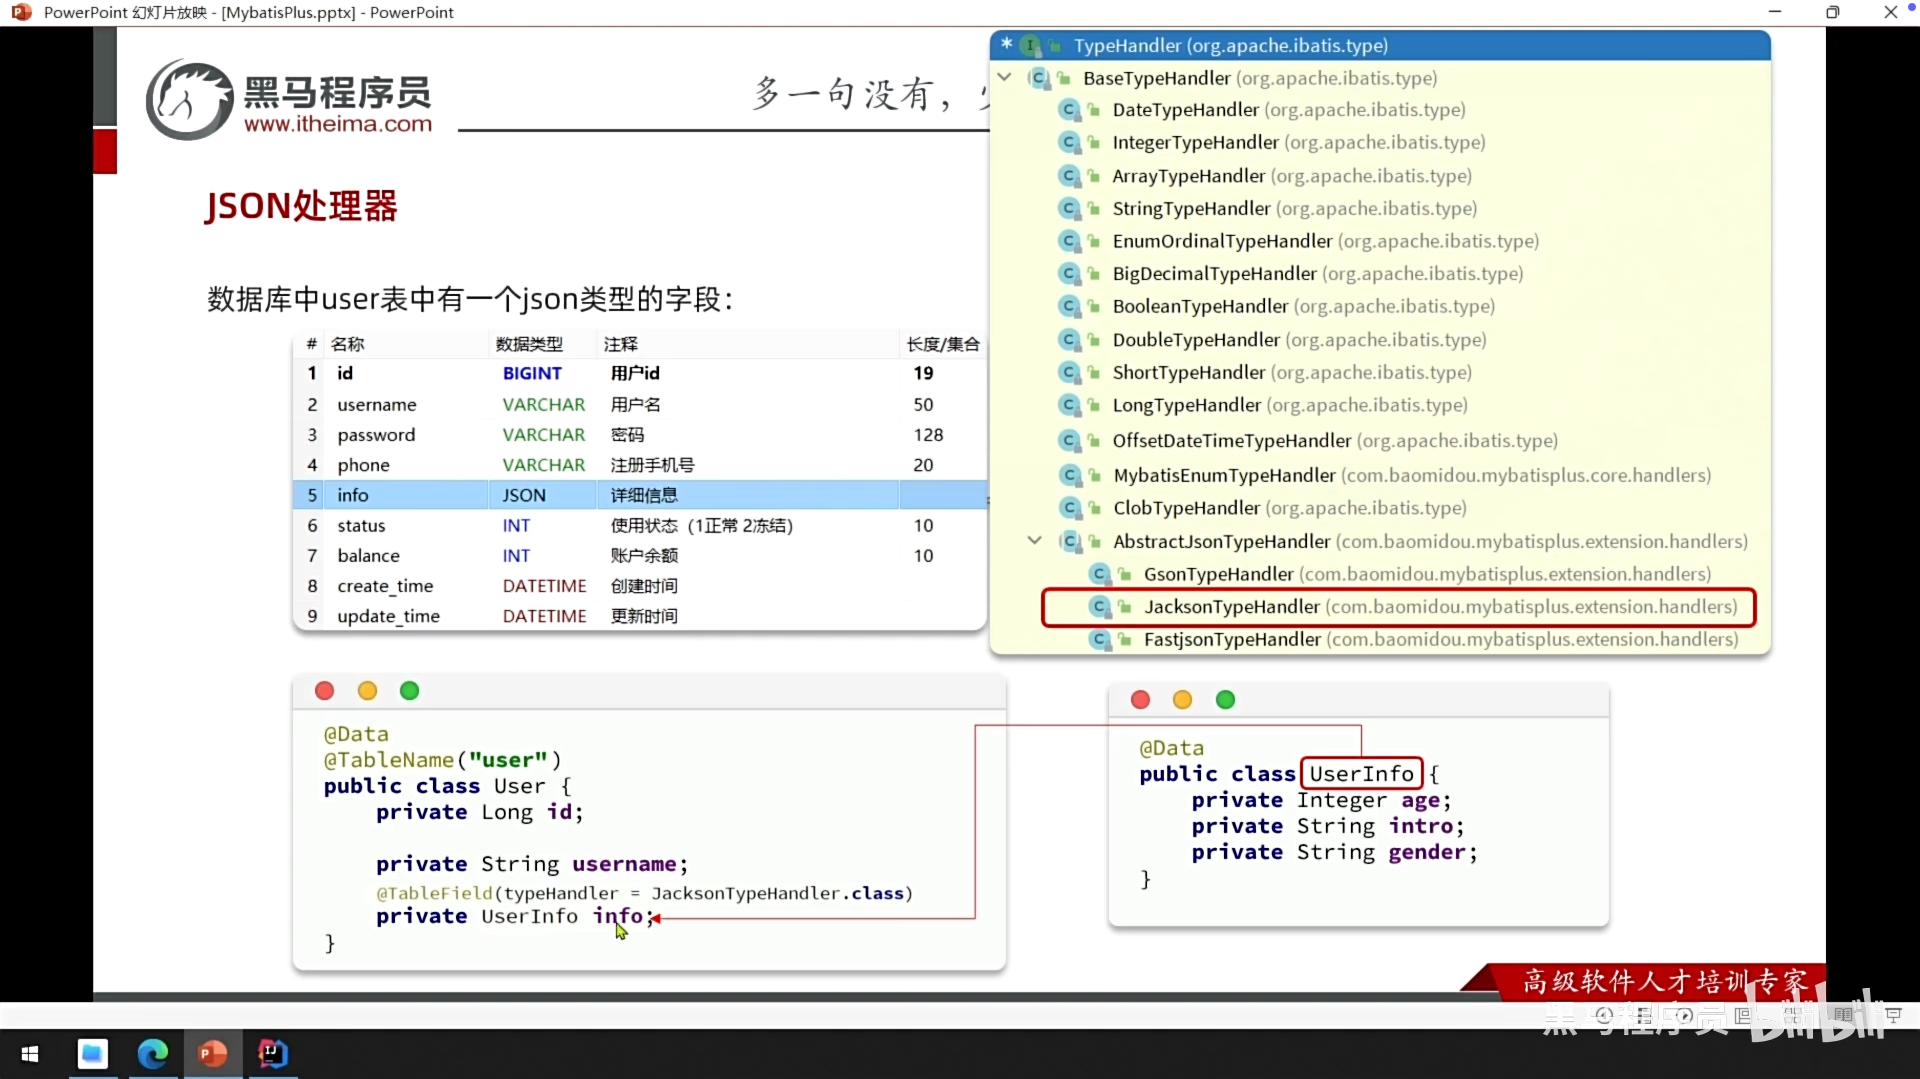 PowerPoint 幻灯片放映 - [MybatisPlus.pptx] - PowerPoint
黑马程序员
www.itheima.com
多一句没有，
JSON处理器
数据库中user表中有一个json类型的字段：
# 名称 数据类型 注释 长度/集合
1 id BIGINT 用户id 19
2 username VARCHAR 用户名 50
3 password VARCHAR 密码 128
4 phone VARCHAR 注册手机号 20
5 info JSON 详细信息
6 status INT 使用状态（1正常 2冻结） 10
7 balance INT 账户余额 10
8 create_time DATETIME 创建时间
9 update_time DATETIME 更新时间
* TypeHandler (org.apache.ibatis.type)
BaseTypeHandler (org.apache.ibatis.type)
DateTypeHandler (org.apache.ibatis.type)
IntegerTypeHandler (org.apache.ibatis.type)
ArrayTypeHandler (org.apache.ibatis.type)
StringTypeHandler (org.apache.ibatis.type)
EnumOrdinalTypeHandler (org.apache.ibatis.type)
BigDecimalTypeHandler (org.apache.ibatis.type)
BooleanTypeHandler (org.apache.ibatis.type)
DoubleTypeHandler (org.apache.ibatis.type)
ShortTypeHandler (org.apache.ibatis.type)
LongTypeHandler (org.apache.ibatis.type)
OffsetDateTimeTypeHandler (org.apache.ibatis.type)
MybatisEnumTypeHandler (com.baomidou.mybatisplus.core.handlers)
ClobTypeHandler (org.apache.ibatis.type)
AbstractJsonTypeHandler (com.baomidou.mybatisplus.extension.handlers)
GsonTypeHandler (com.baomidou.mybatisplus.extension.handlers)
JacksonTypeHandler (com.baomidou.mybatisplus.extension.handlers)
FastjsonTypeHandler (com.baomidou.mybatisplus.extension.handlers)
@Data
@TableName("user")
public class User {
private Long id;
private String username;
@TableField(typeHandler = JacksonTypeHandler.class)
private UserInfo info;
}
@Data
public class UserInfo {
private Integer age;
private String intro;
private String gender;
}
高级软件人才培训专家
黑马程序员 bilibili